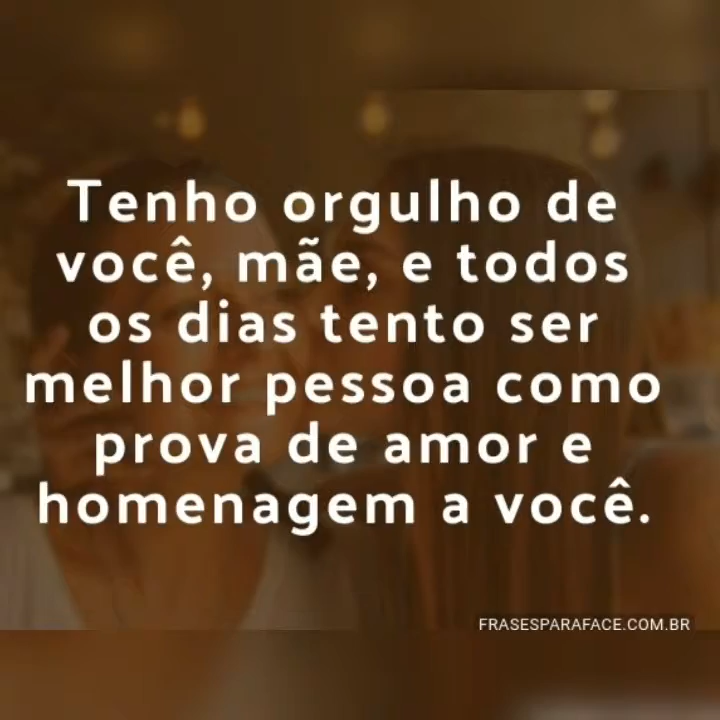 Tenho orgulho de
você, mãe, e todos
os dias tento ser
melhor pessoa como
prova de amor e
homenagem a você.
FRASESPARAFACE.COM.BR